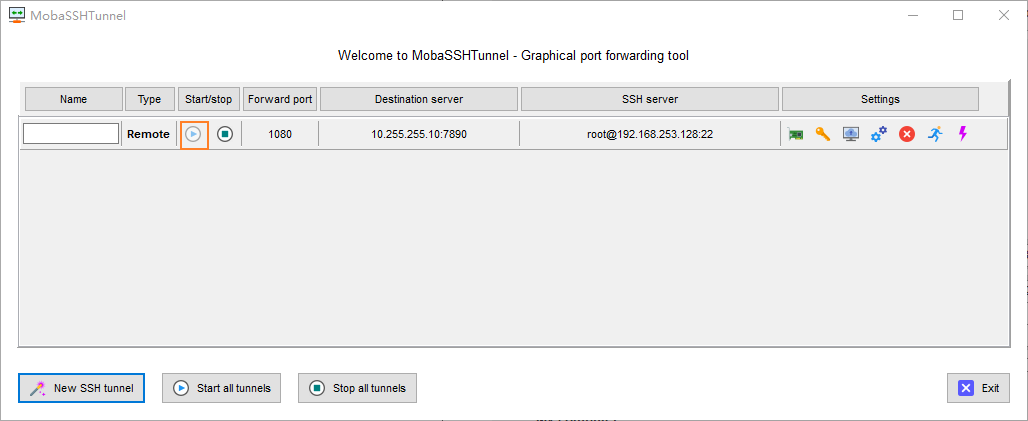 MobaSSHTunnel
Welcome to MobaSSHTunnel - Graphical port forwarding tool
Name Type Start/stop Forward port Destination server SSH server Settings
Remote 1080 10.255.255.10:7890 root@192.168.253.128:22
New SSH tunnel Start all tunnels Stop all tunnels Exit